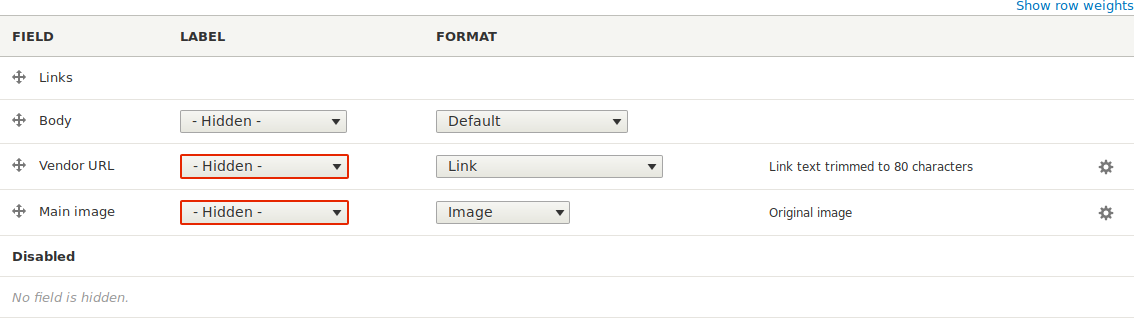 Show row weights
FIELD LABEL FORMAT
Links
Body - Hidden - Default
Vendor URL - Hidden - Link Link text trimmed to 80 characters
Main image - Hidden - Image Original image
Disabled
No field is hidden.